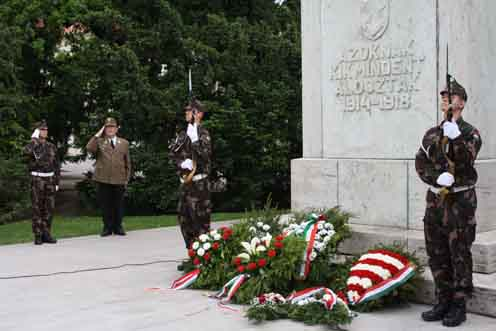 AZOKNAK
KIK MINDENT
ÁLDOZTAK
1914-1918